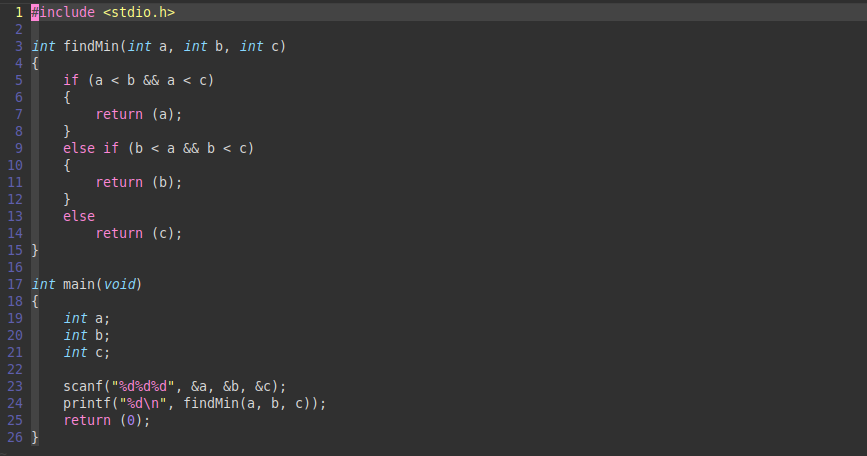 1 #include <stdio.h>
2
3 int findMin(int a, int b, int c)
4 {
5     if (a < b && a < c)
6     {
7         return (a);
8     }
9     else if (b < a && b < c)
10     {
11         return (b);
12     }
13     else
14         return (c);
15 }
16
17 int main(void)
18 {
19     int a;
20     int b;
21     int c;
22
23     scanf("%d%d%d", &a, &b, &c);
24     printf("%d\n", findMin(a, b, c));
25     return (0);
26 }